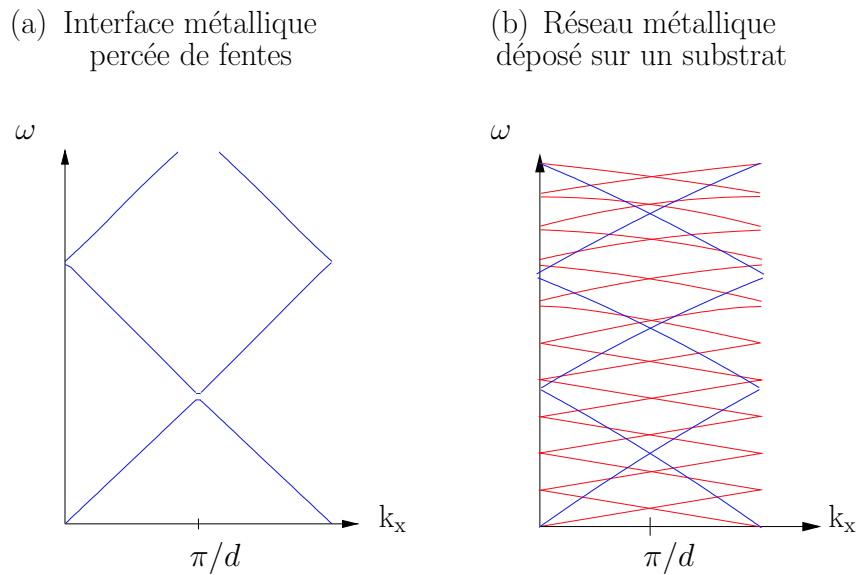 (a) Interface métallique
percée de fentes
(b) Réseau métallique
déposé sur un substrat
ω
ω
kₓ
π/d
kₓ
π/d